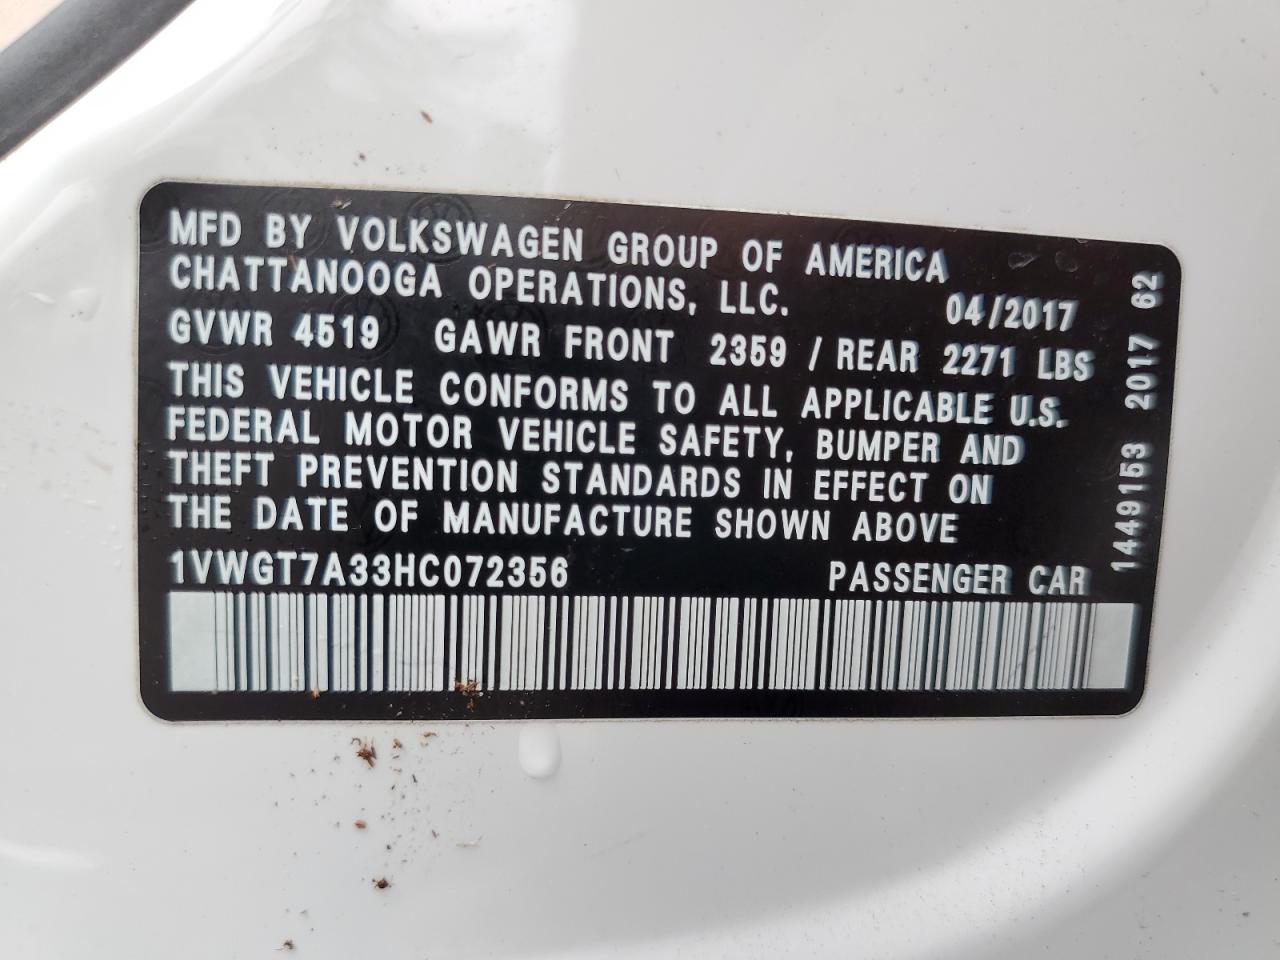 MFD BY VOLKSWAGEN GROUP OF AMERICA
CHATTANOOGA OPERATIONS, LLC. 04/2017
GVWR 4519 GAWR FRONT 2359 / REAR 2271 LBS
THIS VEHICLE CONFORMS TO ALL APPLICABLE U.S.
FEDERAL MOTOR VEHICLE SAFETY, BUMPER AND
THEFT PREVENTION STANDARDS IN EFFECT ON
THE DATE OF MANUFACTURE SHOWN ABOVE
1VWGT7A33HC072356 PASSENGER CAR
1449153 2017 62